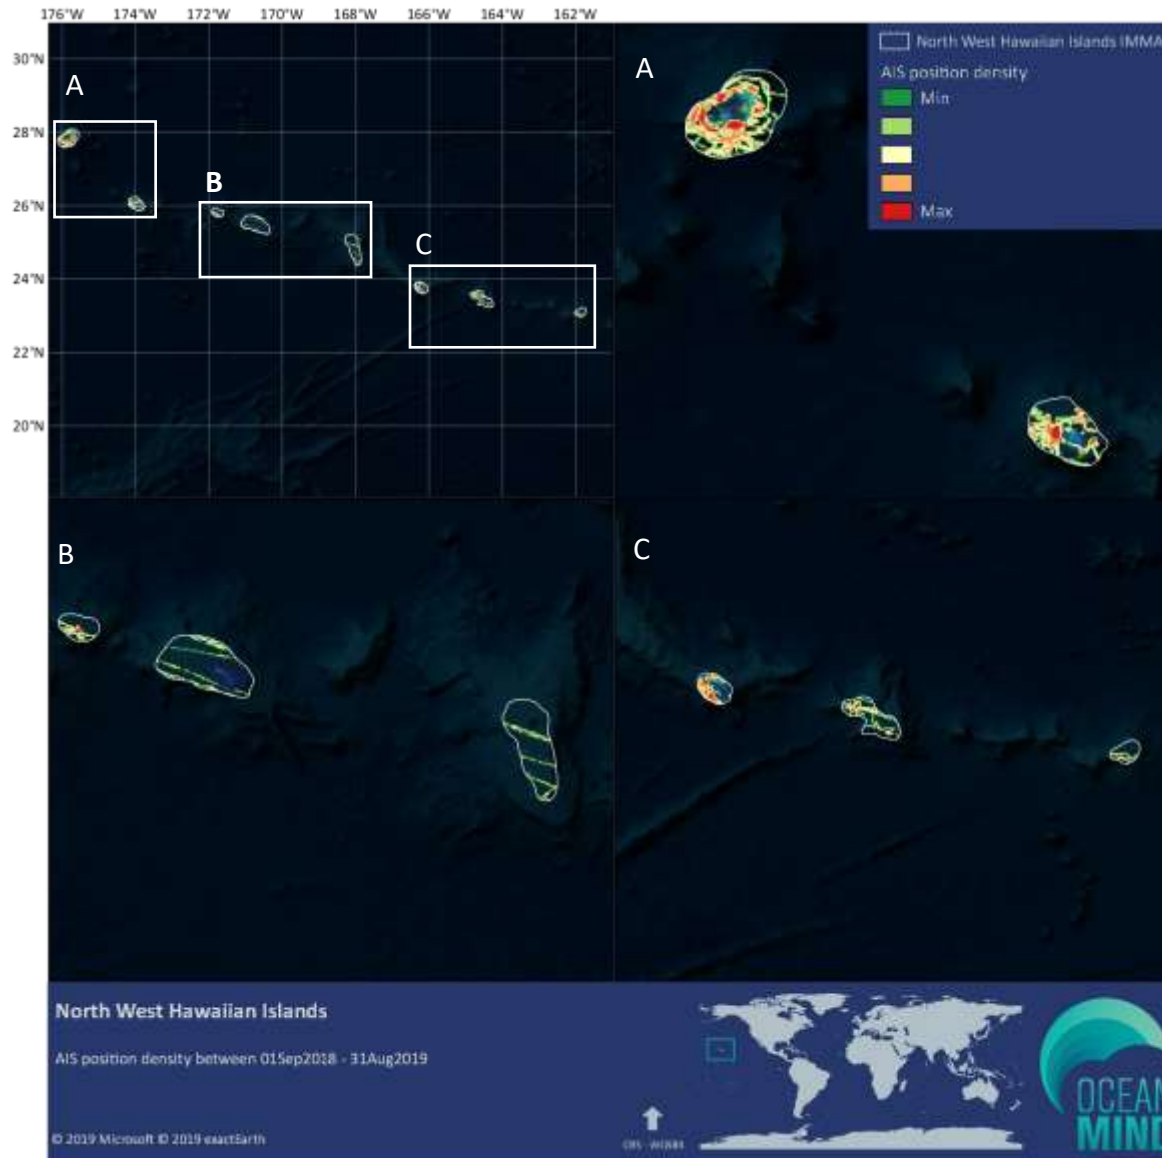 176°W 174°W 172°W 170°W 168°W 166°W 164°W 162°W
30°N
28°N
26°N
24°N
22°N
20°N
A
B
C
A
North West Hawaiian Islands IMMA
AIS position density
Min
Max
B
C
North West Hawaiian Islands
AIS position density between 01Sep2018 - 31Aug2019
© 2019 Microsoft © 2019 exactEarth
OCEAN
MIND